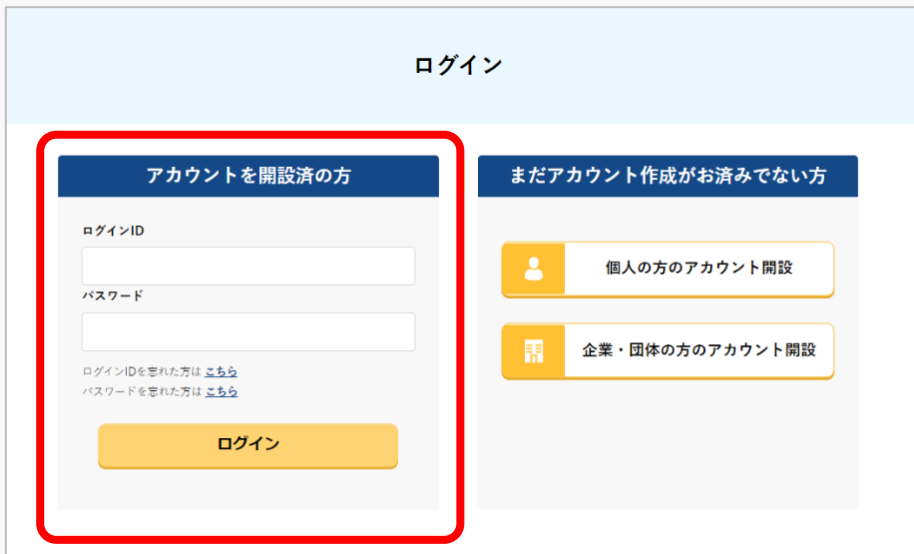 ログイン
アカウントを開設済の方
ログインID
パスワード
ログインIDを忘れた方は こちら
パスワードを忘れた方は こちら
ログイン
まだアカウント作成がお済みでない方
個人の方のアカウント開設
企業・団体の方のアカウント開設